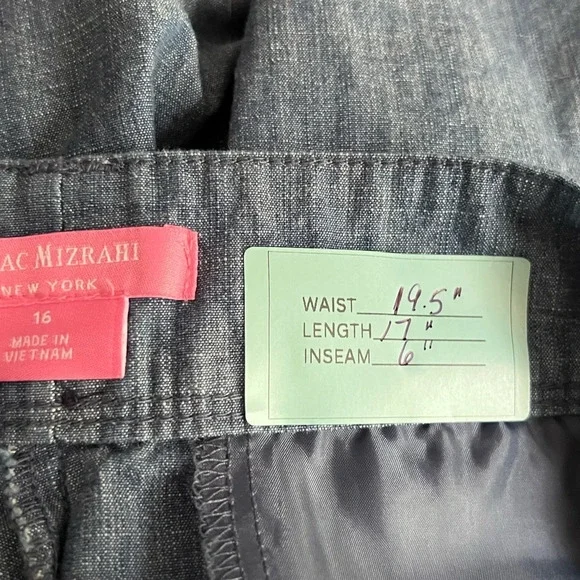 AC MIZRAHI
NEW YORK
16
MADE IN
VIETNAM
WAIST 19.5"
LENGTH 17"
INSEAM 6"